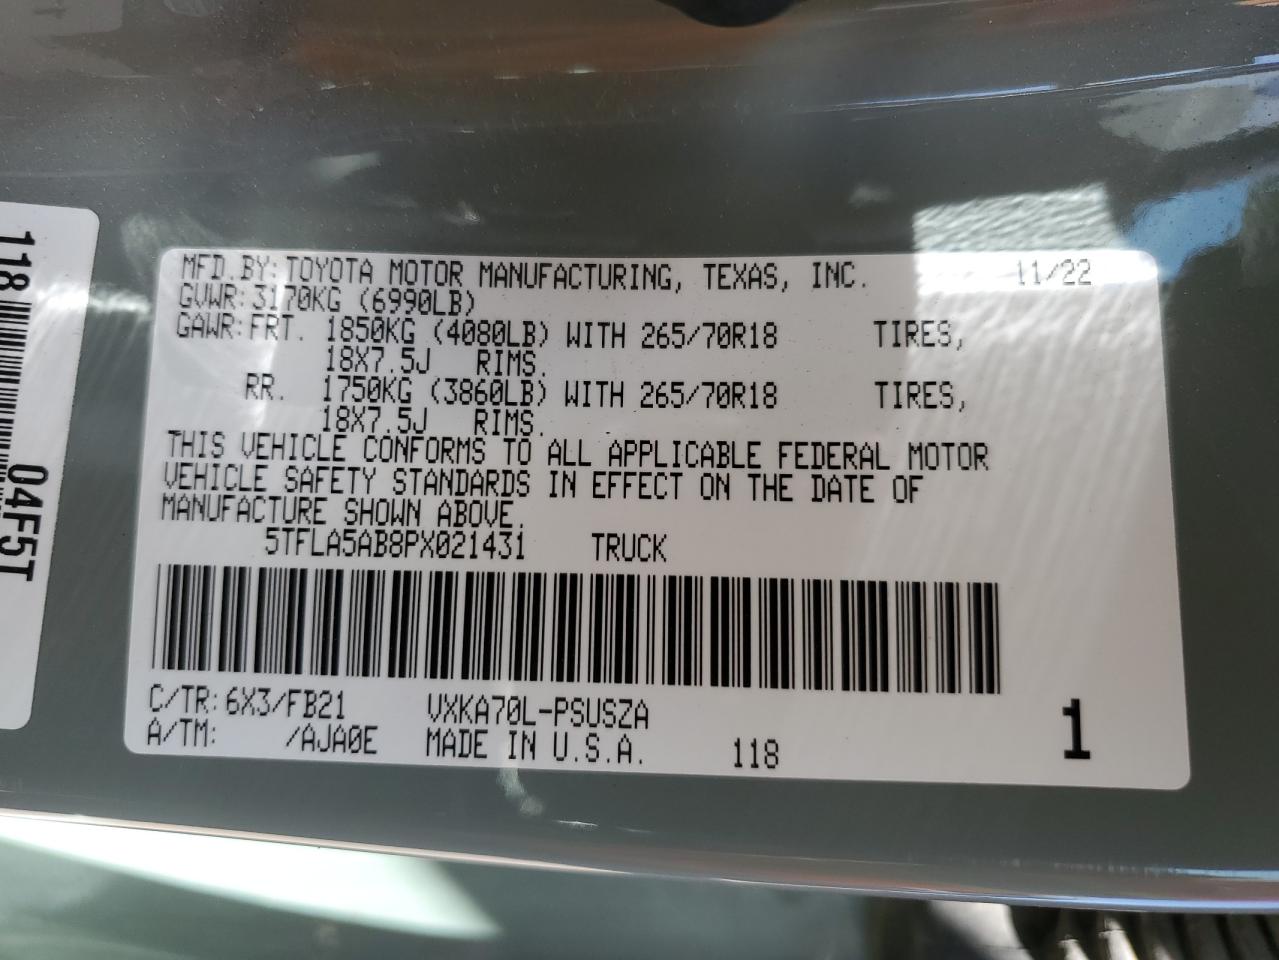 MFD.BY: TOYOTA MOTOR MANUFACTURING, TEXAS, INC. 11/22
GVWR: 3170KG (6990LB)
GAWR: FRT. 1850KG (4080LB) WITH 265/70R18 TIRES,
18X7.5J RIMS.
RR. 1750KG (3860LB) WITH 265/70R18 TIRES,
18X7.5J RIMS.
THIS VEHICLE CONFORMS TO ALL APPLICABLE FEDERAL MOTOR
VEHICLE SAFETY STANDARDS IN EFFECT ON THE DATE OF
MANUFACTURE SHOWN ABOVE.
5TFLA5AB8PX021431 TRUCK
C/TR: 6X3/FB21 VXKA70L-PSUSZA
A/TM: /AJA0E MADE IN U.S.A. 118 1
118
04F5T